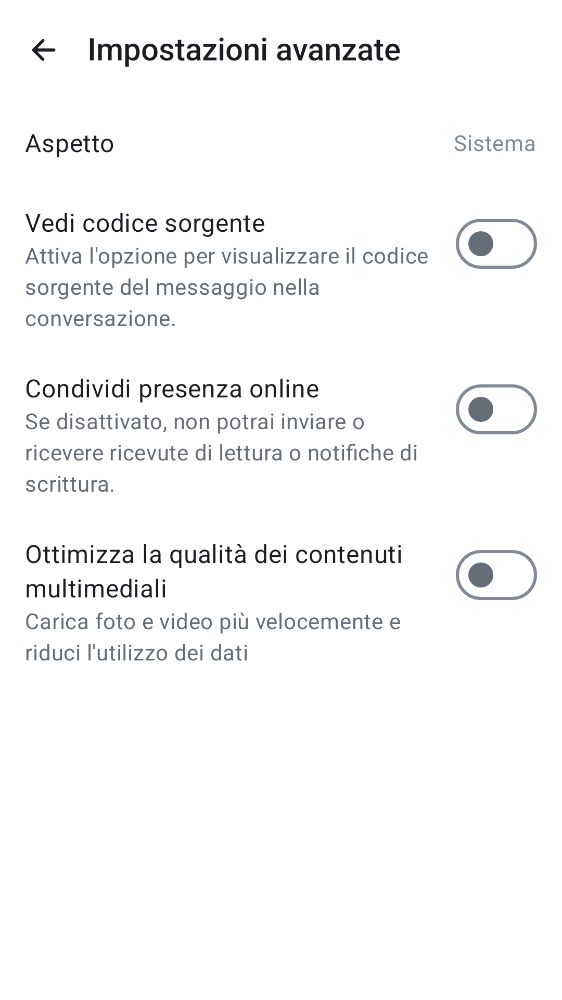 Impostazioni avanzate
Aspetto
Sistema
Vedi codice sorgente
Attiva l'opzione per visualizzare il codice
sorgente del messaggio nella
conversazione.
Condividi presenza online
Se disattivato, non potrai inviare o
ricevere ricevute di lettura o notifiche di
scrittura.
Ottimizza la qualità dei contenuti
multimediali
Carica foto e video più velocemente e
riduci l'utilizzo dei dati